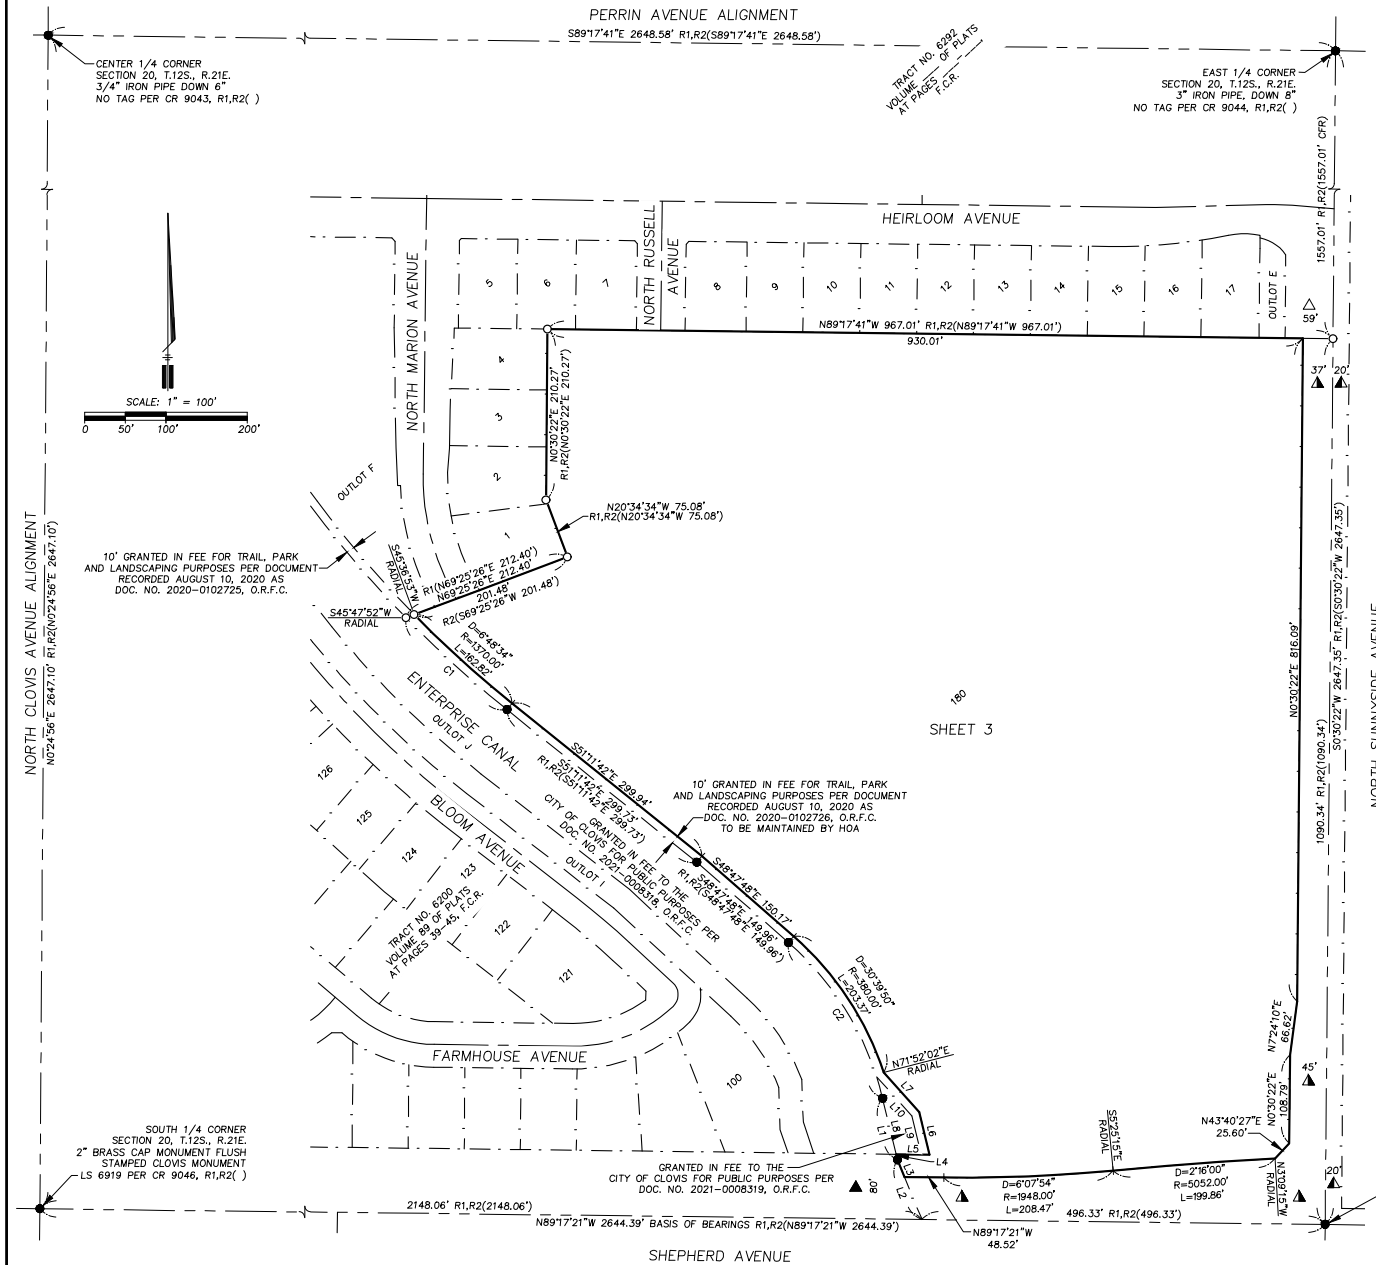 PERRIN AVENUE ALIGNMENT
S89°17'41"E 2648.58' R1,R2(S89°17'41"E 2648.58')
CENTER 1/4 CORNER
SECTION 20, T.12S., R.21E.
3/4" IRON PIPE DOWN 6"
NO TAG PER CR 9043, R1,R2( )
TRACT NO. 6292
VOLUME ___ OF PLATS
AT PAGES ___
F.C.R.
EAST 1/4 CORNER
SECTION 20, T.12S., R.21E.
3" IRON PIPE, DOWN 8"
NO TAG PER CR 9044, R1,R2( )
1557.01' R1,R2(1557.01' CFR)
HEIRLOOM AVENUE
NORTH MARION AVENUE
NORTH RUSSELL
AVENUE
5
6
7
8
9
10
11
12
13
14
15
16
17
OUTLOT E
59'
N89°17'41"W 967.01' R1,R2(N89°17'41"W 967.01')
930.01'
37'
20'
SCALE: 1" = 100'
0
50'
100'
200'
4
3
2
1
N0°30'22"E 210.27'
R1,R2(N0°30'22"E 210.27')
N20°34'34"W 75.08'
R1,R2(N20°34'34"W 75.08')
OUTLOT F
10' GRANTED IN FEE FOR TRAIL, PARK
AND LANDSCAPING PURPOSES PER DOCUMENT
RECORDED AUGUST 10, 2020 AS
DOC. NO. 2020-0102725, O.R.F.C.
S45°36'53"W
RADIAL
S45°47'52"W
RADIAL
R1(N69°25'26"E 212.40')
N69°25'26"E 212.40'
201.48'
R2(S69°25'26"W 201.48')
D=6°48'34"
R=1370.00'
L=162.82'
C1
NORTH CLOVIS AVENUE ALIGNMENT
N0°24'56"E 2647.10' R1,R2(N0°24'56"E 2647.10')
ENTERPRISE CANAL
OUTLOT J
180
SHEET 3
N0°30'22"E 816.09'
1090.34' R1,R2(1090.34')
S0°30'22"W 2647.35' R1,R2(S0°30'22"W 2647.35')
NORTH SUNNYSIDE AVENUE
S51°11'42"E 299.94'
S51°11'42"E 299.73'
R1,R2(S51°11'42"E 299.73')
10' GRANTED IN FEE FOR TRAIL, PARK
AND LANDSCAPING PURPOSES PER DOCUMENT
RECORDED AUGUST 10, 2020 AS
DOC. NO. 2020-0102726, O.R.F.C.
TO BE MAINTAINED BY HOA
GRANTED IN FEE TO THE
CITY OF CLOVIS FOR PUBLIC PURPOSES PER
DOC. NO. 2021-0008318, O.R.F.C.
OUTLOT I
BLOOM AVENUE
126
125
124
123
122
121
TRACT NO. 6200
VOLUME 89 OF PLATS
AT PAGES 39-45, F.C.R.
S48°47'48"E 150.17'
S48°47'48"E 149.96'
R1,R2(S48°47'48"E 149.96')
D=30°39'50"
R=380.00'
L=203.37'
C2
N71°52'02"E
RADIAL
FARMHOUSE AVENUE
100
L7
L10
L1
L8
L9
L6
L5
L4
L3
L2
N7°24'10"E
66.62'
N0°30'22"E
108.79'
45'
N43°40'27"E
25.60'
S5°25'15"E
RADIAL
N3°09'15"W
RADIAL
20'
SOUTH 1/4 CORNER
SECTION 20, T.12S., R.21E.
2" BRASS CAP MONUMENT FLUSH
STAMPED CLOVIS MONUMENT
LS 6919 PER CR 9046, R1,R2( )
GRANTED IN FEE TO THE
CITY OF CLOVIS FOR PUBLIC PURPOSES PER
DOC. NO. 2021-0008319, O.R.F.C.
80'
D=6°07'54"
R=1948.00'
L=208.47'
D=2°16'00"
R=5052.00'
L=199.86'
2148.06' R1,R2(2148.06')
N89°17'21"W 2644.39' BASIS OF BEARINGS R1,R2(N89°17'21"W 2644.39')
496.33' R1,R2(496.33')
N89°17'21"W
48.52'
SHEPHERD AVENUE